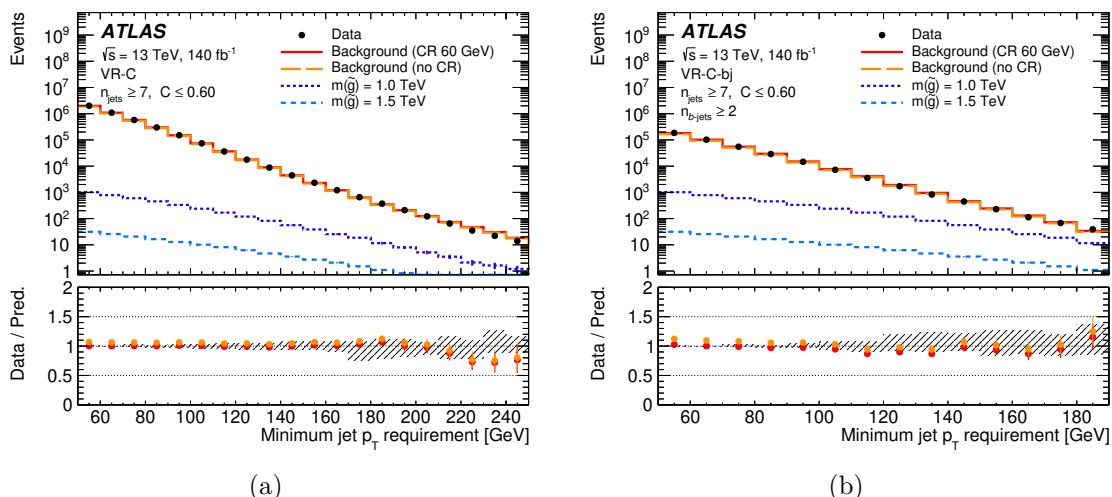 ATLAS
√s = 13 TeV, 140 fb⁻¹
VR-C
n_jets ≥ 7, C ≤ 0.60
Data
Background (CR 60 GeV)
Background (no CR)
m(g̃) = 1.0 TeV
m(g̃) = 1.5 TeV
Events
10⁹
10⁸
10⁷
10⁶
10⁵
10⁴
10³
10²
10
1
Data / Pred.
2
1.5
1
0.5
0
60 80 100 120 140 160 180 200 220 240
Minimum jet p_T requirement [GeV]
(a)
ATLAS
√s = 13 TeV, 140 fb⁻¹
VR-C-bj
n_jets ≥ 7, C ≤ 0.60
n_b-jets ≥ 2
Data
Background (CR 60 GeV)
Background (no CR)
m(g̃) = 1.0 TeV
m(g̃) = 1.5 TeV
Events
10⁹
10⁸
10⁷
10⁶
10⁵
10⁴
10³
10²
10
1
Data / Pred.
2
1.5
1
0.5
0
60 80 100 120 140 160 180
Minimum jet p_T requirement [GeV]
(b)